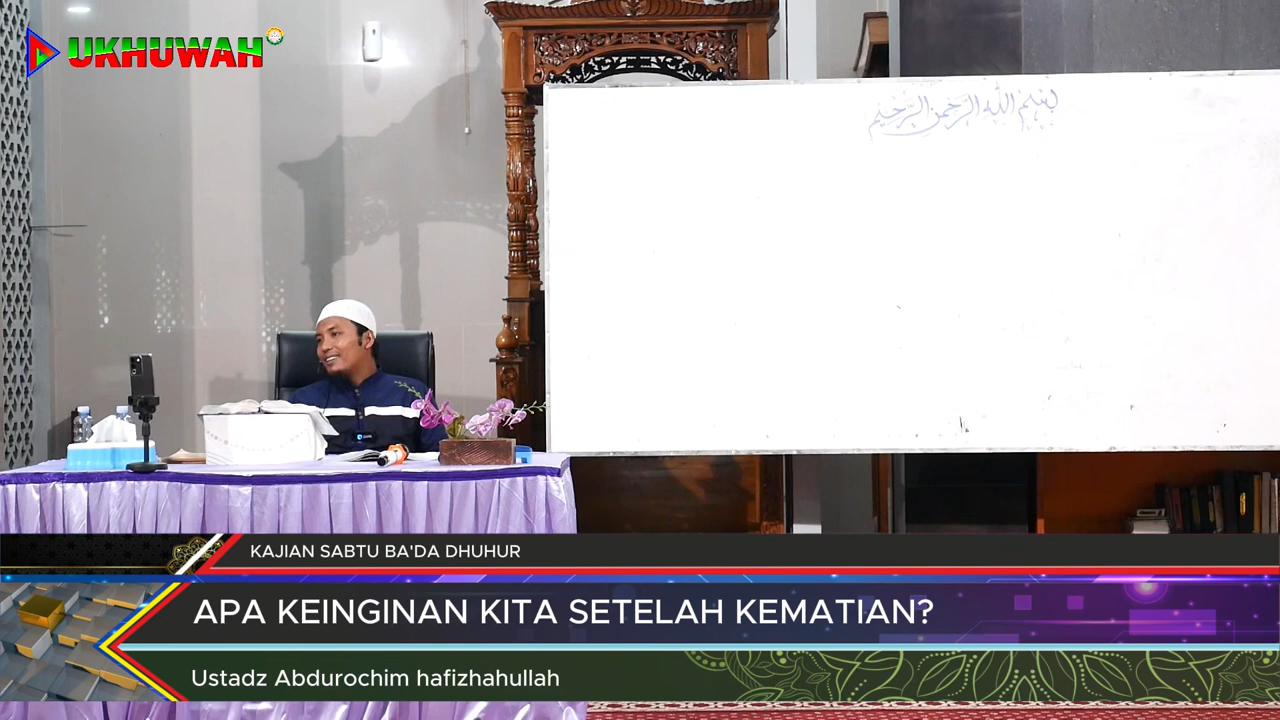 UKHUWAH
بسم الله الرحمن الرحيم
KAJIAN SABTU BA'DA DHUHUR
APA KEINGINAN KITA SETELAH KEMATIAN?
Ustadz Abdurochim hafizhahullah